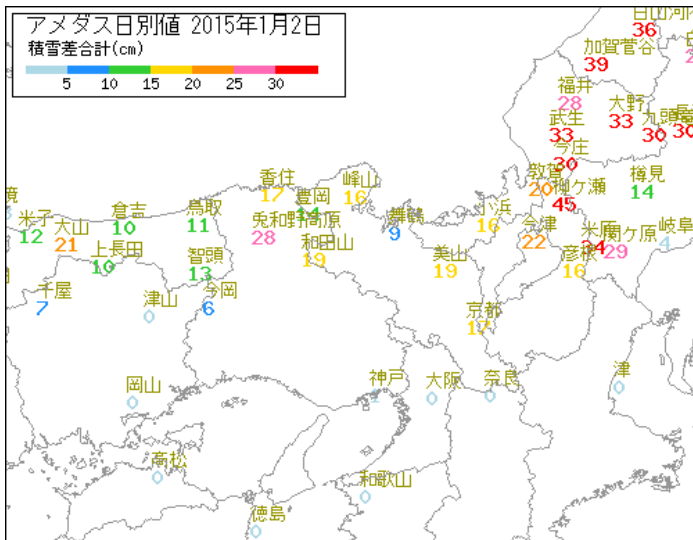 アメダス日別値 2015年1月2日
積雪差合計(cm)
5 10 15 20 25 30
36
加賀菅谷
39
福井
28
大野
33
武生
33
九頭竜
30
30
今庄
30
敦賀
20
柳ヶ瀬
45
樽見
14
香住
17
豊岡
14
峰山
16
兎和野高原
28
和田山
19
舞鶴
9
小浜
16
今津
22
米原
34
関ヶ原
29
岐阜
4
彦根
16
美山
19
京都
17
境
米子
12
大山
21
倉吉
10
鳥取
11
上長田
10
智頭
13
千屋
7
津山
0
今岡
6
岡山
0
神戸
1
大阪
0
奈良
0
津
0
高松
0
和歌山
0
徳島
0